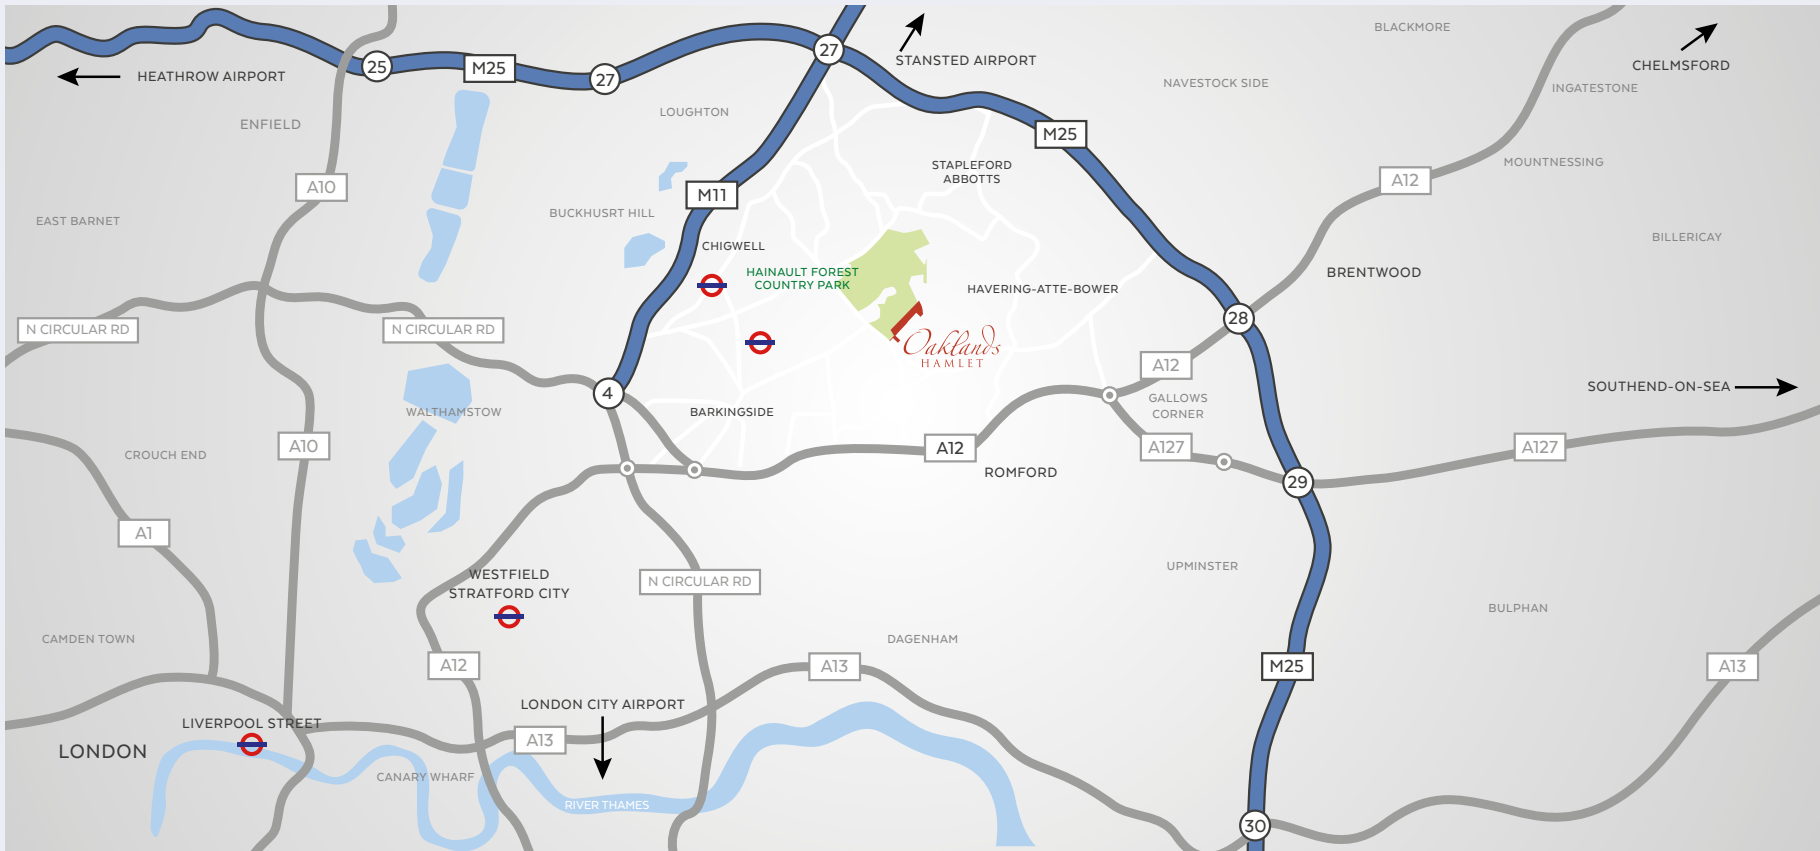 BLACKMORE
27
STANSTED AIRPORT
CHELMSFORD
25
M25
27
HEATHROW AIRPORT
NAVESTOCK SIDE
INGATESTONE
LOUGHTON
ENFIELD
M25
MOUNTNESSING
STAPLEFORD
ABBOTTS
A10
M11
A12
EAST BARNET
BUCKHUSRT HILL
BILLERICAY
CHIGWELL
HAINAULT FOREST
COUNTRY PARK
BRENTWOOD
HAVERING-ATTE-BOWER
28
N CIRCULAR RD
N CIRCULAR RD
Oaklands
HAMLET
A12
SOUTHEND-ON-SEA
4
GALLOWS
CORNER
WALTHAMSTOW
BARKINGSIDE
A10
A12
A127
A127
CROUCH END
ROMFORD
29
A1
UPMINSTER
WESTFIELD
STRATFORD CITY
N CIRCULAR RD
BULPHAN
CAMDEN TOWN
DAGENHAM
A12
A13
M25
A13
LONDON CITY AIRPORT
LIVERPOOL STREET
A13
LONDON
CANARY WHARF
RIVER THAMES
30